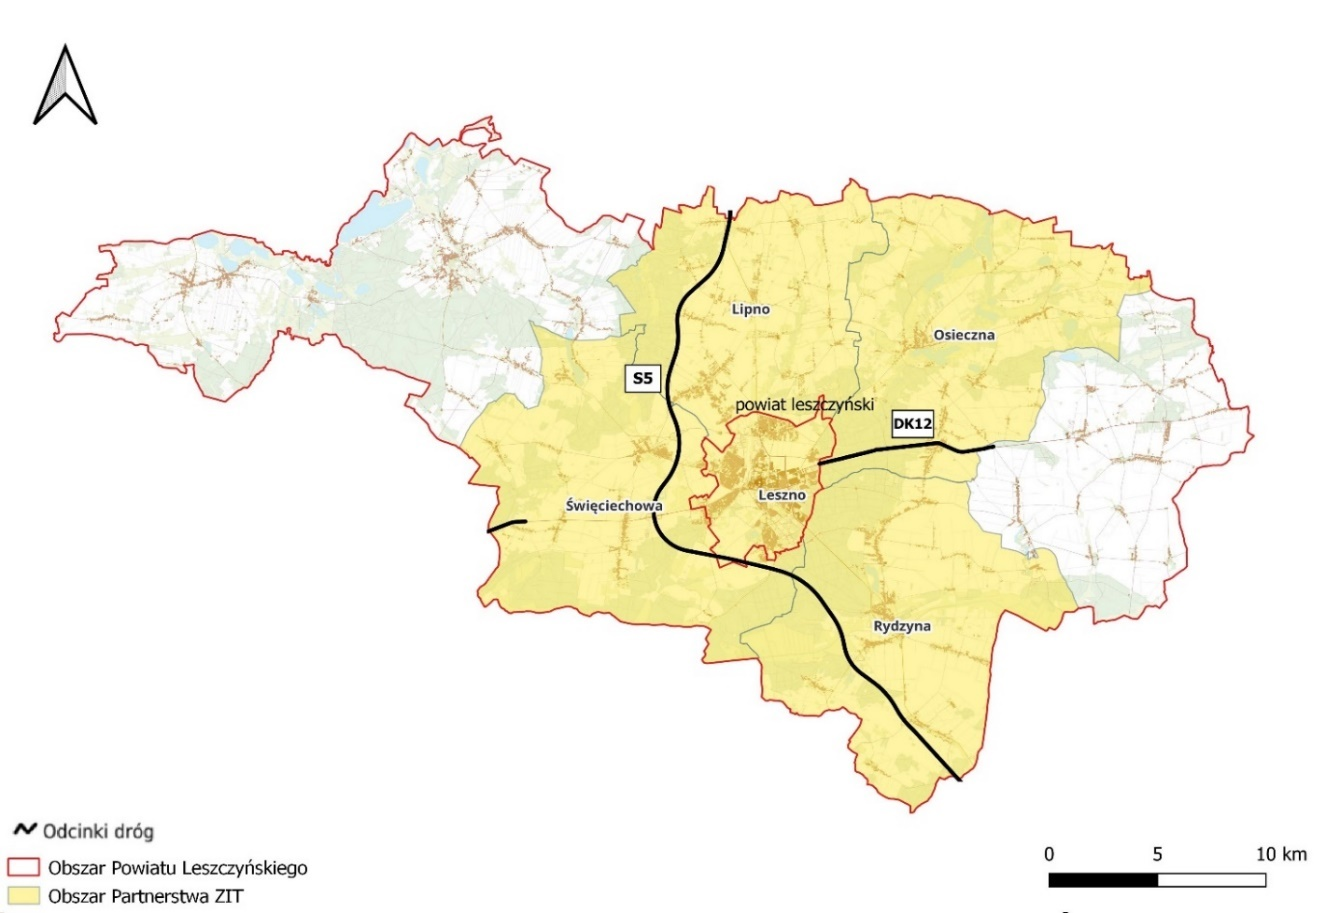 Lipno
Osieczna
S5
powiat leszczyński
DK12
Leszno
Święciechowa
Rydzyna
Odcinki dróg
Obszar Powiatu Leszczyńskiego
Obszar Partnerstwa ZIT
0 5 10 km